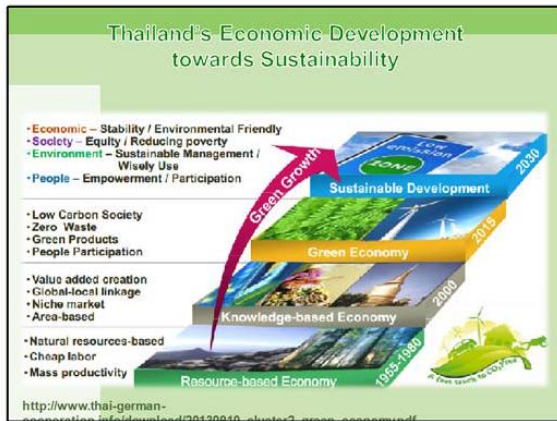 Thailand's Economic Development
towards Sustainability
• Economic – Stability / Environmental Friendly
• Society – Equity / Reducing poverty
• Environment – Sustainable Management /
Wisely Use
• People – Empowerment / Participation
Low emission
ZONE
Sustainable Development
2030
Green Growth
• Low Carbon Society
• Zero Waste
• Green Products
• People Participation
Green Economy
2015
• Value added creation
• Global-local linkage
• Niche market
• Area-based
Knowledge-based Economy
2000
• Natural resources-based
• Cheap labor
• Mass productivity
Resource-based Economy
1955-1980
http://www.thai-german-